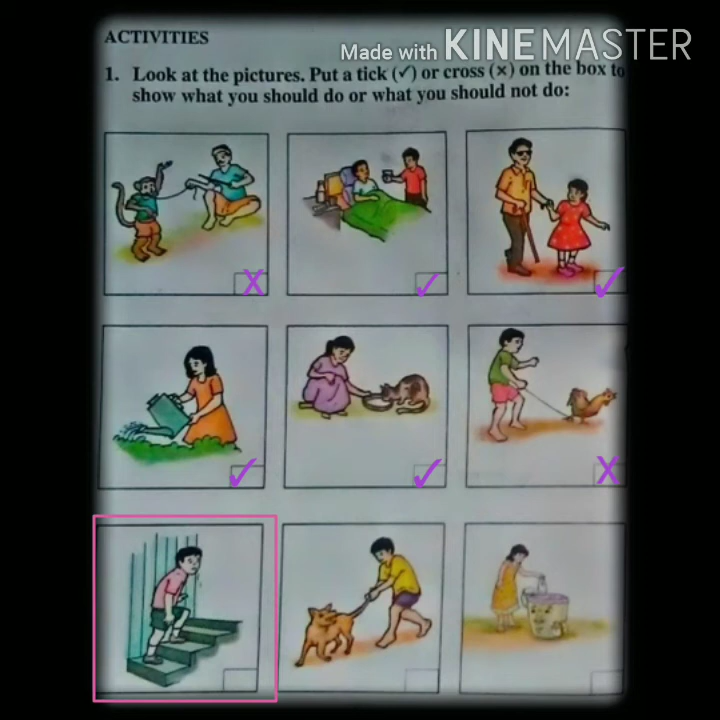 ACTIVITIES
Made with KINEMASTER
1. Look at the pictures. Put a tick (✓) or cross (×) on the box to
show what you should do or what you should not do:
X
✓
✓
✓
✓
X